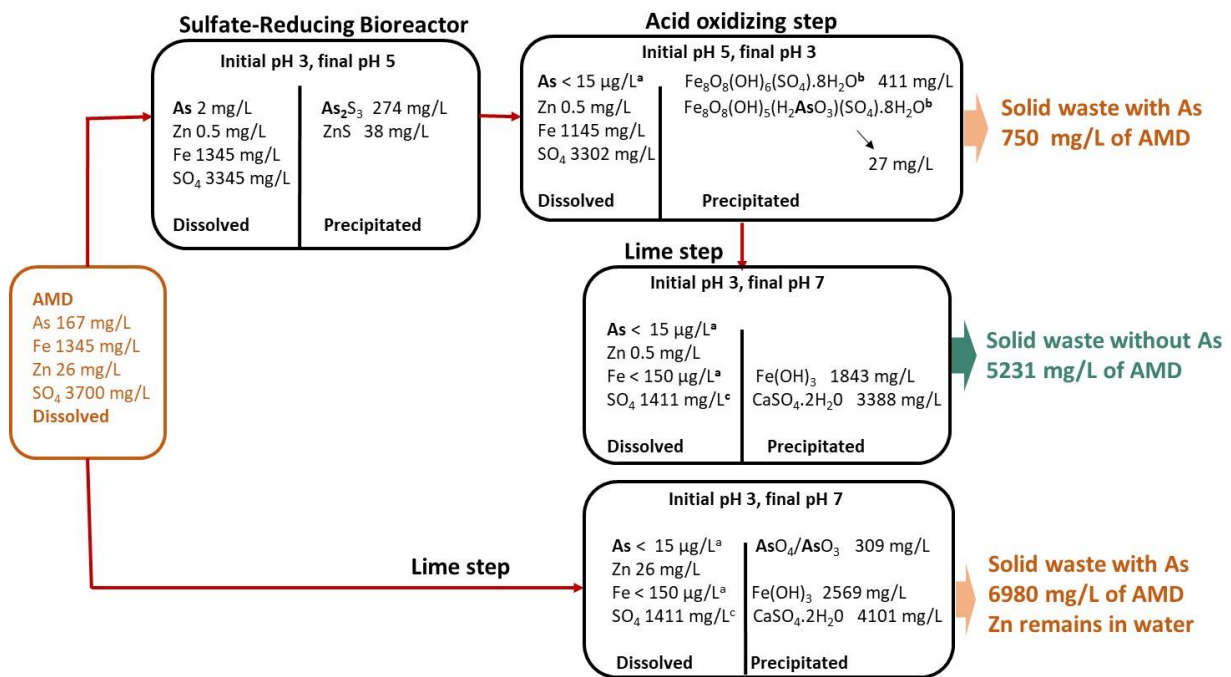 Sulfate-Reducing Bioreactor
Initial pH 3, final pH 5
As 2 mg/L
Zn 0.5 mg/L
Fe 1345 mg/L
SO₄ 3345 mg/L
Dissolved
As₂S₃ 274 mg/L
ZnS 38 mg/L
Precipitated
Acid oxidizing step
Initial pH 5, final pH 3
As < 15 µg/Lᵃ
Zn 0.5 mg/L
Fe 1145 mg/L
SO₄ 3302 mg/L
Dissolved
Fe₈O₈(OH)₆(SO₄).8H₂Oᵇ 411 mg/L
Fe₈O₈(OH)₅(H₂AsO₃)(SO₄).8H₂Oᵇ
27 mg/L
Precipitated
Solid waste with As
750 mg/L of AMD
AMD
As 167 mg/L
Fe 1345 mg/L
Zn 26 mg/L
SO₄ 3700 mg/L
Dissolved
Lime step
Initial pH 3, final pH 7
As < 15 µg/Lᵃ
Zn 0.5 mg/L
Fe < 150 µg/Lᵃ
SO₄ 1411 mg/Lᶜ
Dissolved
Fe(OH)₃ 1843 mg/L
CaSO₄.2H₂0 3388 mg/L
Precipitated
Solid waste without As
5231 mg/L of AMD
Lime step
Initial pH 3, final pH 7
As < 15 µg/Lᵃ
Zn 26 mg/L
Fe < 150 µg/Lᵃ
SO₄ 1411 mg/Lᶜ
Dissolved
AsO₄/AsO₃ 309 mg/L
Fe(OH)₃ 2569 mg/L
CaSO₄.2H₂0 4101 mg/L
Precipitated
Solid waste with As
6980 mg/L of AMD
Zn remains in water